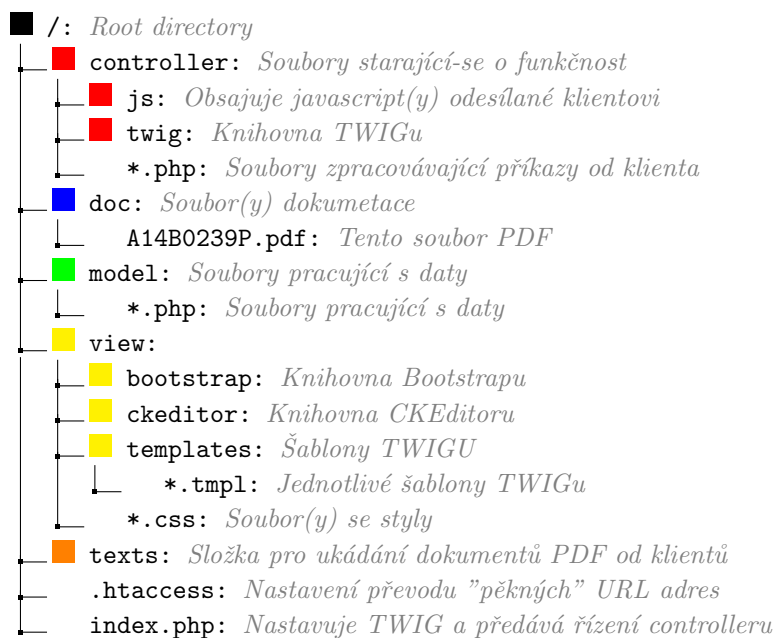 /: Root directory
controller: Soubory starající-se o funkčnost
js: Obsajuje javascript(y) odesílané klientovi
twig: Knihovna TWIGu
*.php: Soubory zpracovávající příkazy od klienta
doc: Soubor(y) dokumetace
A14B0239P.pdf: Tento soubor PDF
model: Soubory pracující s daty
*.php: Soubory pracující s daty
view:
bootstrap: Knihovna Bootstrapu
ckeditor: Knihovna CKEditoru
templates: Šablony TWIGU
*.tmpl: Jednotlivé šablony TWIGu
*.css: Soubor(y) se styly
texts: Složka pro ukádání dokumentů PDF od klientů
.htaccess: Nastavení převodu ”pěkných” URL adres
index.php: Nastavuje TWIG a předává řízení controlleru